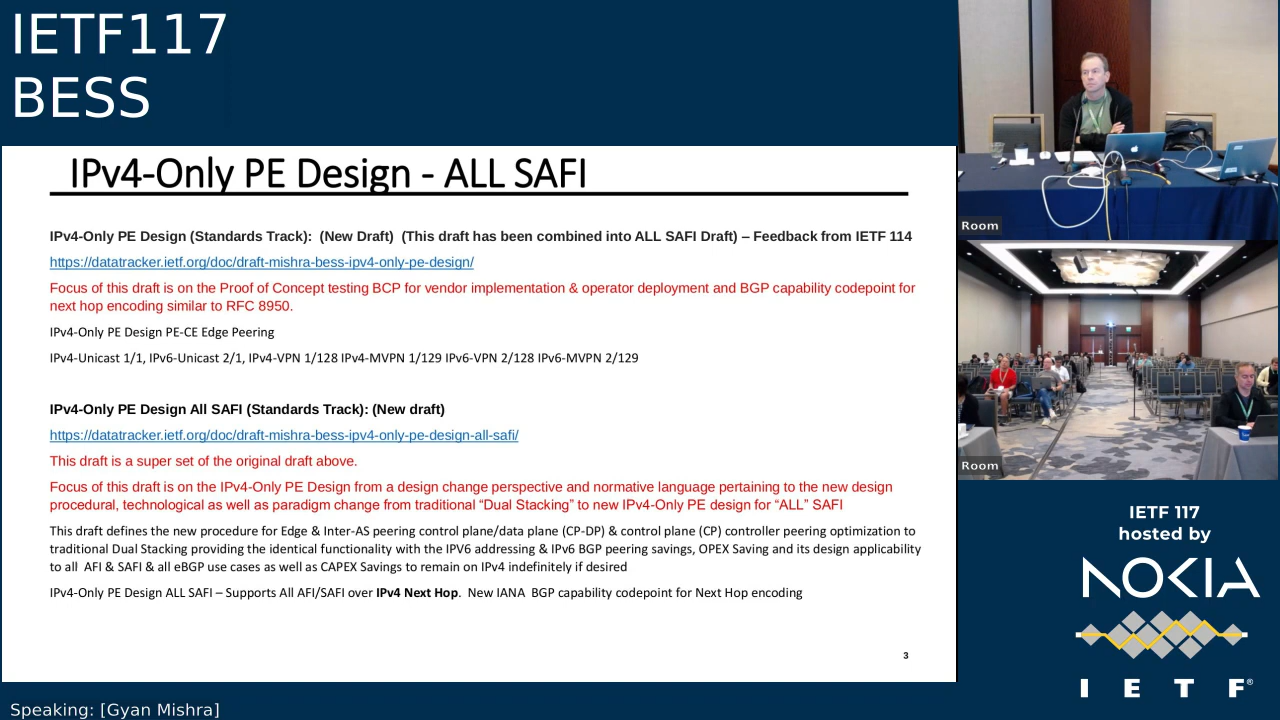 IETF117
BESS
IPv4-Only PE Design - ALL SAFI
IPv4-Only PE Design (Standards Track): (New Draft) (This draft has been combined into ALL SAFI Draft) – Feedback from IETF 114
https://datatracker.ietf.org/doc/draft-mishra-bess-ipv4-only-pe-design/
Focus of this draft is on the Proof of Concept testing BCP for vendor implementation & operator deployment and BGP capability codepoint for
next hop encoding similar to RFC 8950.
IPv4-Only PE Design PE-CE Edge Peering
IPv4-Unicast 1/1, IPv6-Unicast 2/1, IPv4-VPN 1/128 IPv4-MVPN 1/129 IPv6-VPN 2/128 IPv6-MVPN 2/129
IPv4-Only PE Design All SAFI (Standards Track): (New draft)
https://datatracker.ietf.org/doc/draft-mishra-bess-ipv4-only-pe-design-all-safi/
This draft is a super set of the original draft above.
Focus of this draft is on the IPv4-Only PE Design from a design change perspective and normative language pertaining to the new design
procedural, technological as well as paradigm change from traditional “Dual Stacking” to new IPv4-Only PE design for “ALL” SAFI
This draft defines the new procedure for Edge & Inter-AS peering control plane/data plane (CP-DP) & control plane (CP) controller peering optimization to
traditional Dual Stacking providing the identical functionality with the IPV6 addressing & IPv6 BGP peering savings, OPEX Saving and its design applicability
to all AFI & SAFI & all eBGP use cases as well as CAPEX Savings to remain on IPv4 indefinitely if desired
IPv4-Only PE Design ALL SAFI – Supports All AFI/SAFI over IPv4 Next Hop. New IANA BGP capability codepoint for Next Hop encoding
3
Room
Room
IETF 117
hosted by
NOKIA
I E T F®
Speaking: [Gyan Mishra]